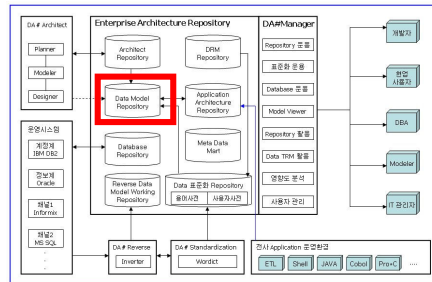 DA# Architect
Planner
Modeler
Designer
운영시스템
계정계
IBM DB2
정보계
Oracle
채널1
Informix
채널2
MS SQL
Enterprise Architecture Repository
Architect
Repository
DRM
Repository
Data Model
Repository
Application
Architecture
Repository
Database
Repository
Meta Data
Mart
Reverse Data
Model Working
Repository
Data 표준화 Repository
용어사전
사용자사전
DA#Manager
Repository 운용
표준화 운용
Database 운용
Model Viewer
Repository 활용
Data TRM 활용
영향도 분석
사용자 관리
개발자
현업
사용자
DBA
Modeler
IT 관리자
DA# Reverse
Inverter
DA# Standardization
Wordict
전사 Application 운영환경
ETL
Shell
JAVA
Cobol
Pro*C
....